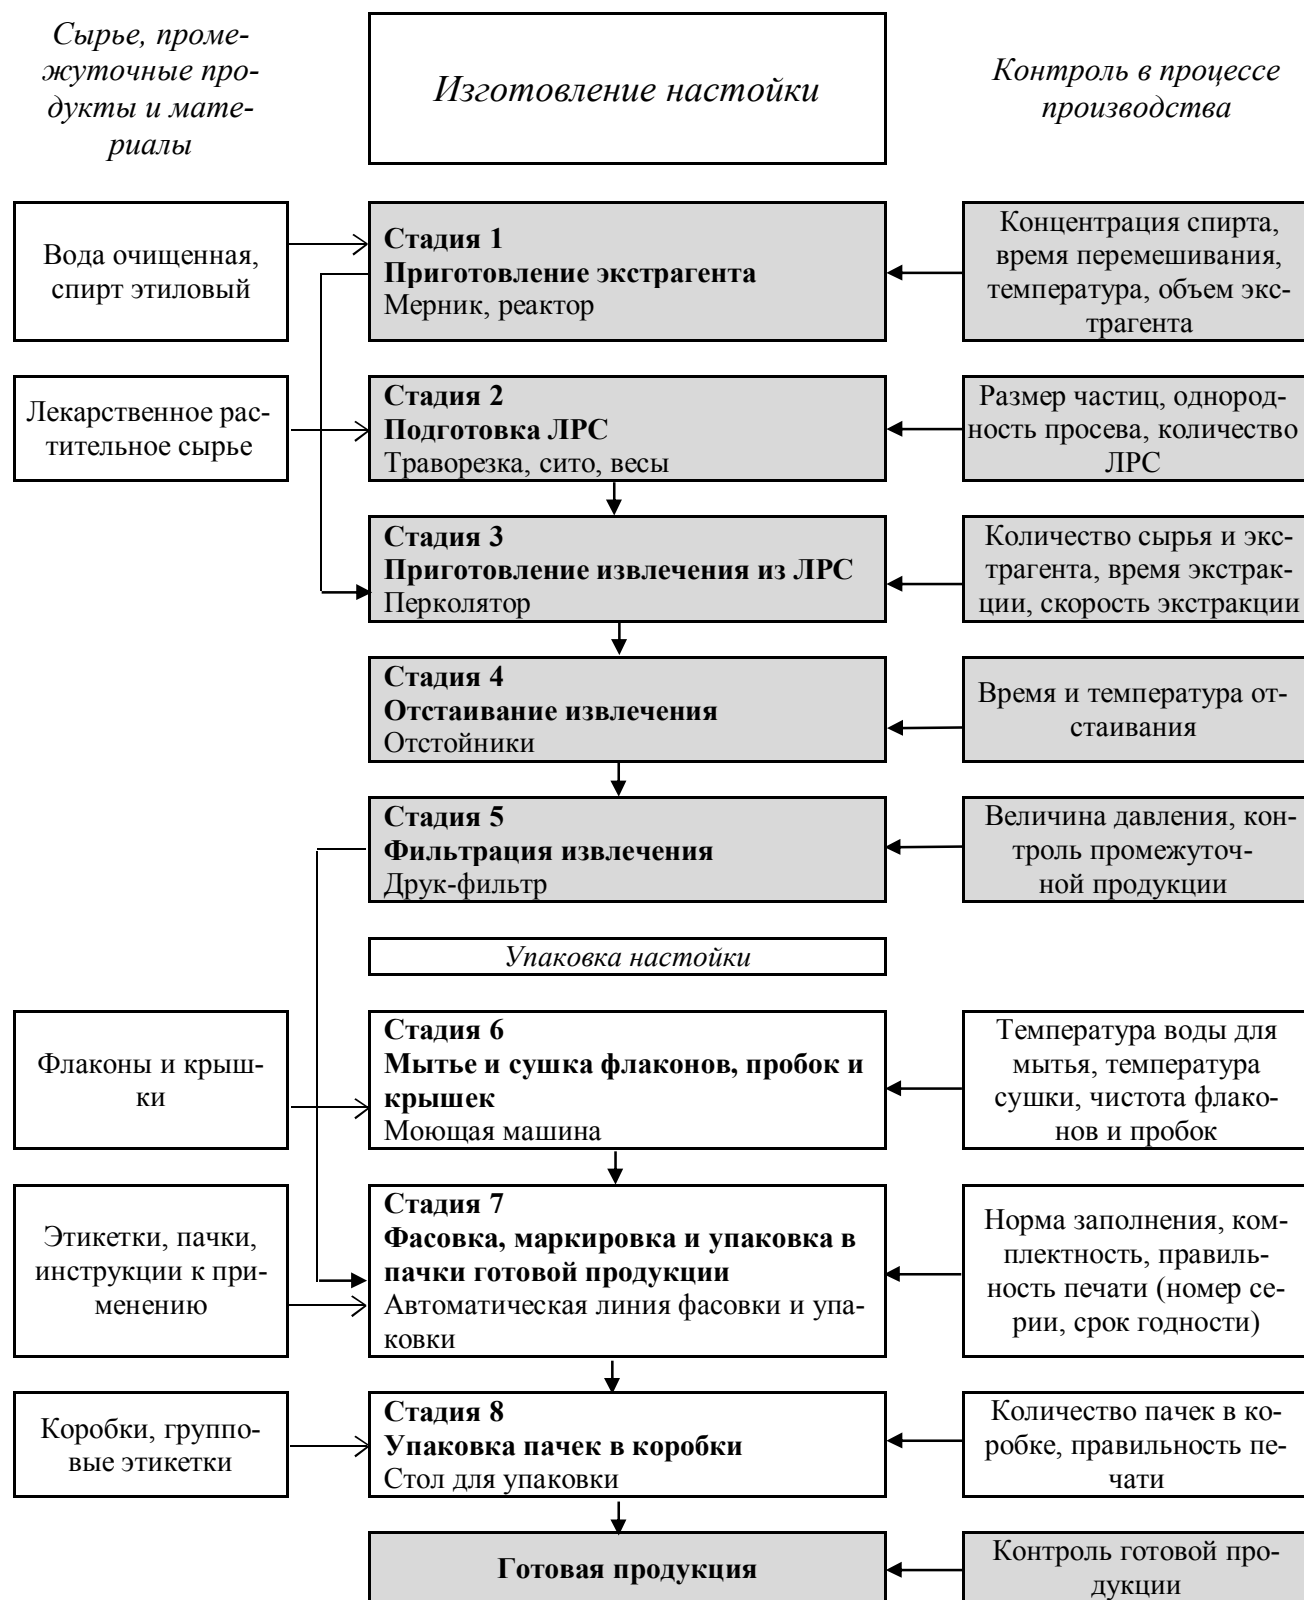 Сырье, проме-
жуточные про-
дукты и мате-
риалы
Изготовление настойки
Контроль в процессе
производства
Вода очищенная,
спирт этиловый
Стадия 1
Приготовление экстрагента
Мерник, реактор
Концентрация спирта,
время перемешивания,
температура, объем экс-
трагента
Лекарственное рас-
тительное сырье
Стадия 2
Подготовка ЛРС
Траворезка, сито, весы
Размер частиц, однород-
ность просева, количество
ЛРС
Стадия 3
Приготовление извлечения из ЛРС
Перколятор
Количество сырья и экс-
трагента, время экстрак-
ции, скорость экстракции
Стадия 4
Отстаивание извлечения
Отстойники
Время и температура от-
стаивания
Стадия 5
Фильтрация извлечения
Друк-фильтр
Величина давления, кон-
троль промежуточ-
ной продукции
Упаковка настойки
Флаконы и крыш-
ки
Стадия 6
Мытье и сушка флаконов, пробок и
крышек
Моющая машина
Температура воды для
мытья, температура
сушки, чистота флако-
нов и пробок
Этикетки, пачки,
инструкции к при-
менению
Стадия 7
Фасовка, маркировка и упаковка в
пачки готовой продукции
Автоматическая линия фасовки и упа-
ковки
Норма заполнения, ком-
плектность, правиль-
ность печати (номер се-
рии, срок годности)
Коробки, группо-
вые этикетки
Стадия 8
Упаковка пачек в коробки
Стол для упаковки
Количество пачек в ко-
робке, правильность пе-
чати
Готовая продукция
Контроль готовой про-
дукции